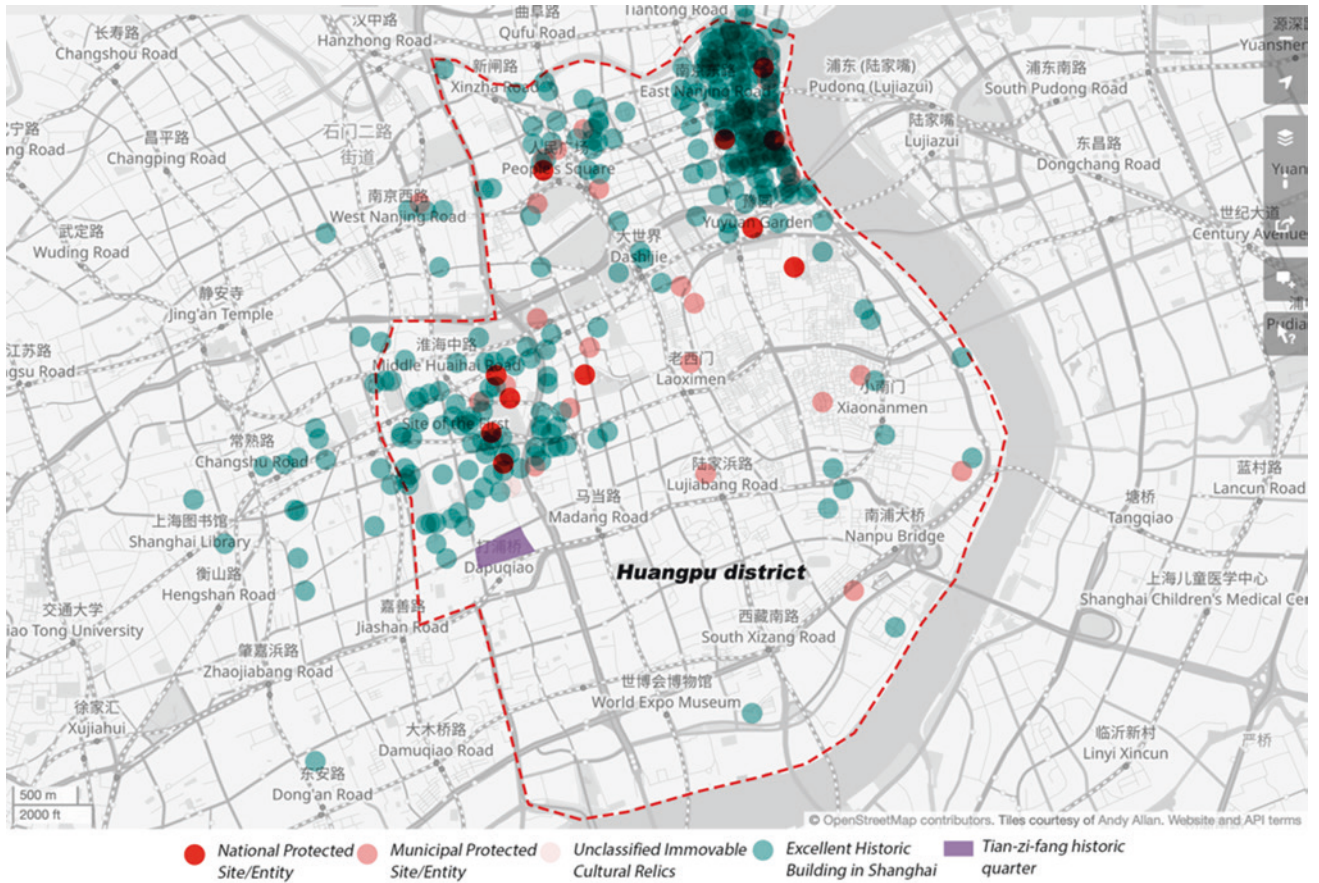 长寿路
Changshou Road
汉中路
Hanzhong Road
曲阜路
Qufu Road
Tiantong Road
Yuanshen
新闸路
Xinzha Road
East Nanjing Road
浦东 (陆家嘴)
Pudong (Lujiazui)
浦东南路
South Pudong Road
陆家嘴
Lujiazui
东昌路
Dongchang Road
昌平路
Changping Road
石门二路
街道
People's Square
南京西路
West Nanjing Road
豫园
Yuyuan Garden
世纪大道
Century Avenue
武定路
Wuding Road
大世界
Dashijie
静安寺
Jing'an Temple
江苏路
淮海中路
Middle Huaihai Road
老西门
Laoximen
小南门
Xiaonanmen
Site of the First
常熟路
Changshu Road
陆家浜路
Lujiabang Road
马当路
Madang Road
蓝村路
Lancun Road
塘桥
Tangqiao
上海图书馆
Shanghai Library
南浦大桥
Nanpu Bridge
打浦桥
Dapuqiao
Huangpu district
衡山路
Hengshan Road
嘉善路
Jiashan Road
上海儿童医学中心
Shanghai Children's Medical Cen
交通大学
iao Tong University
西藏南路
South Xizang Road
肇嘉浜路
Zhaojiabang Road
世博会博物馆
World Expo Museum
徐家汇
Xujiahui
大木桥路
Damuqiao Road
临沂新村
Linyi Xincun
严桥
东安路
Dong'an Road
500 m
2000 ft
© OpenStreetMap contributors. Tiles courtesy of Andy Allan. Website and API terms
National Protected
Site/Entity
Municipal Protected
Site/Entity
Unclassified Immovable
Cultural Relics
Excellent Historic
Building in Shanghai
Tian-zi-fang historic
quarter